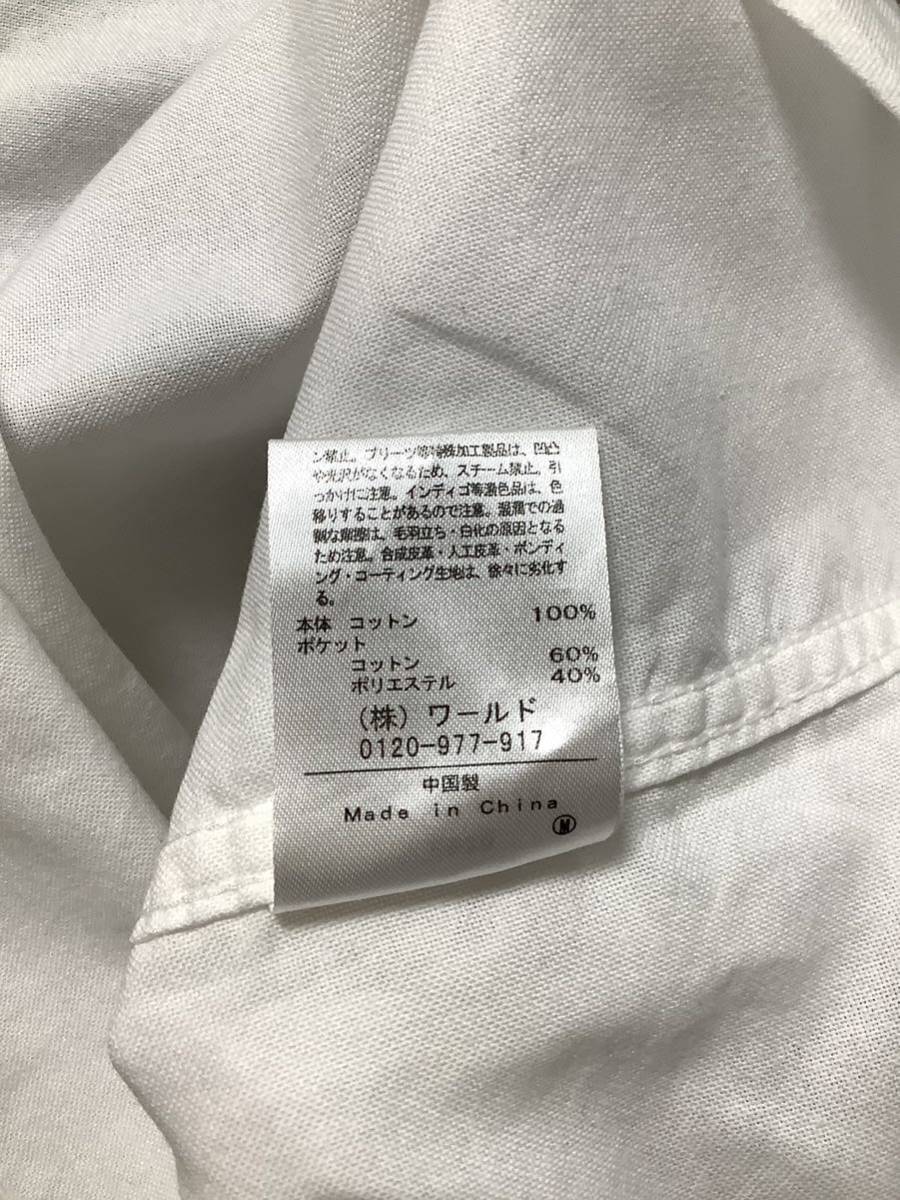 ン禁止。プリーツ等特殊加工製品は、凹凸
や光沢がなくなるため、スチーム禁止。引
っかけに注意。インディゴ等濃色品は、色
移りすることがあるので注意。湿潤での過
剰な摩擦は、毛羽立ち・白化の原因となる
ため注意。合成皮革・人工皮革・ボンディ
ング・コーティング生地は、徐々に劣化す
る。
本体 コットン 100%
ポケット
コットン 60%
ポリエステル 40%
(株) ワールド
0120-977-917
中国製
Made in China
M